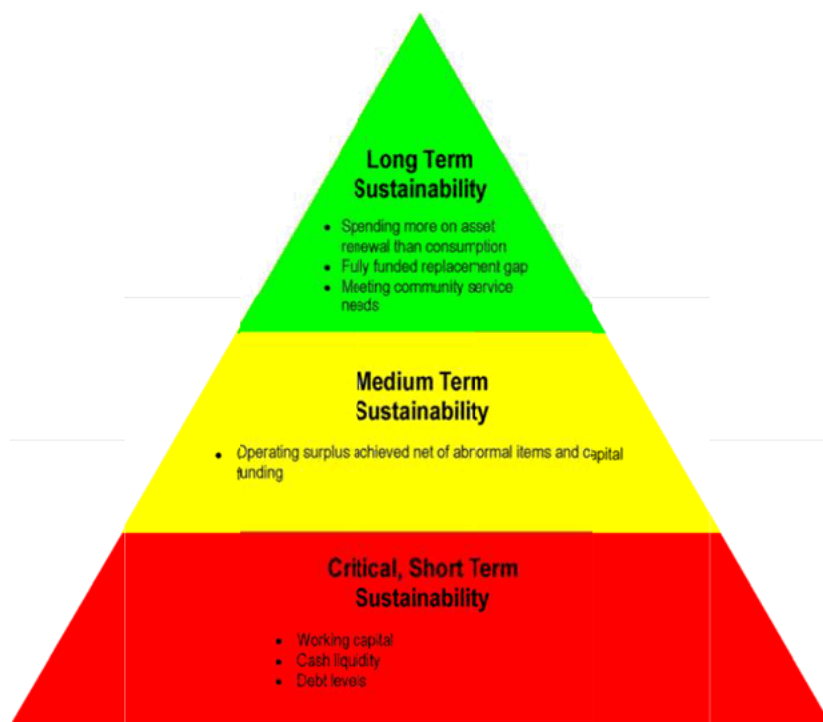 Long Term
Sustainability
• Spending more on asset
renewal than consumption
• Fully funded replacement gap
• Meeting community service
needs
Medium Term
Sustainability
• Operating surplus achieved net of abnormal items and capital
funding
Critical, Short Term
Sustainability
• Working capital
• Cash liquidity
• Debt levels